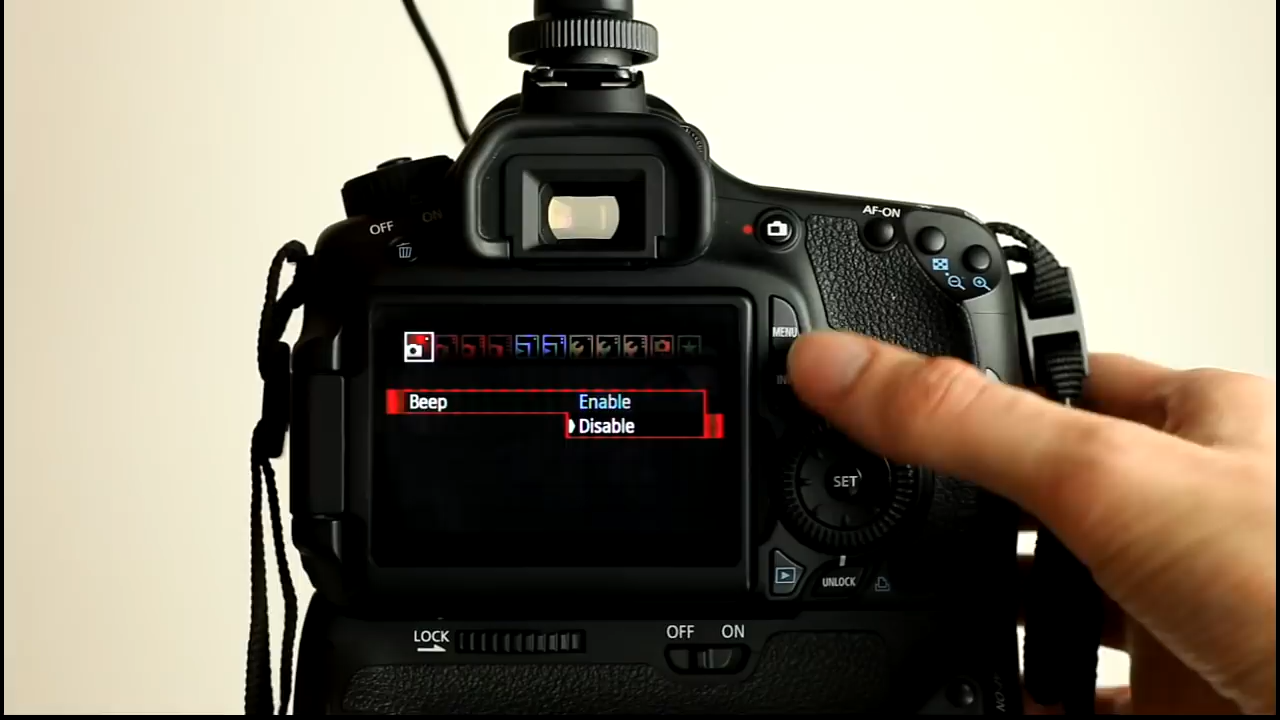 AF-ON
OFF
ON
MENU
Beep
Enable
Disable
SET
UNLOCK
LOCK
OFF
ON